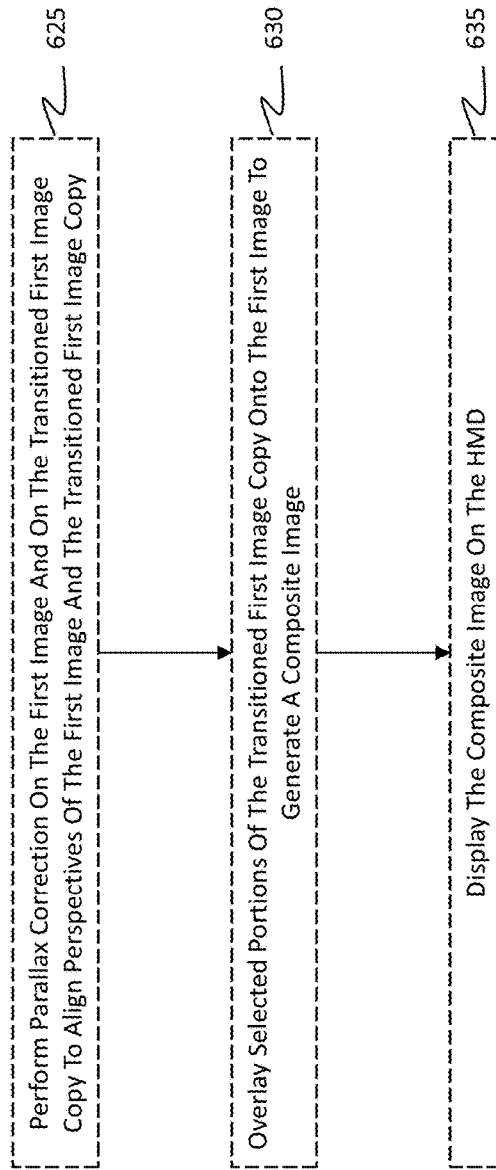 Perform Parallax Correction On The First Image And On The Transitioned First Image
Copy To Align Perspectives Of The First Image And The Transitioned First Image Copy
625
Overlay Selected Portions Of The Transitioned First Image Copy Onto The First Image To
Generate A Composite Image
630
Display The Composite Image On The HMD
635